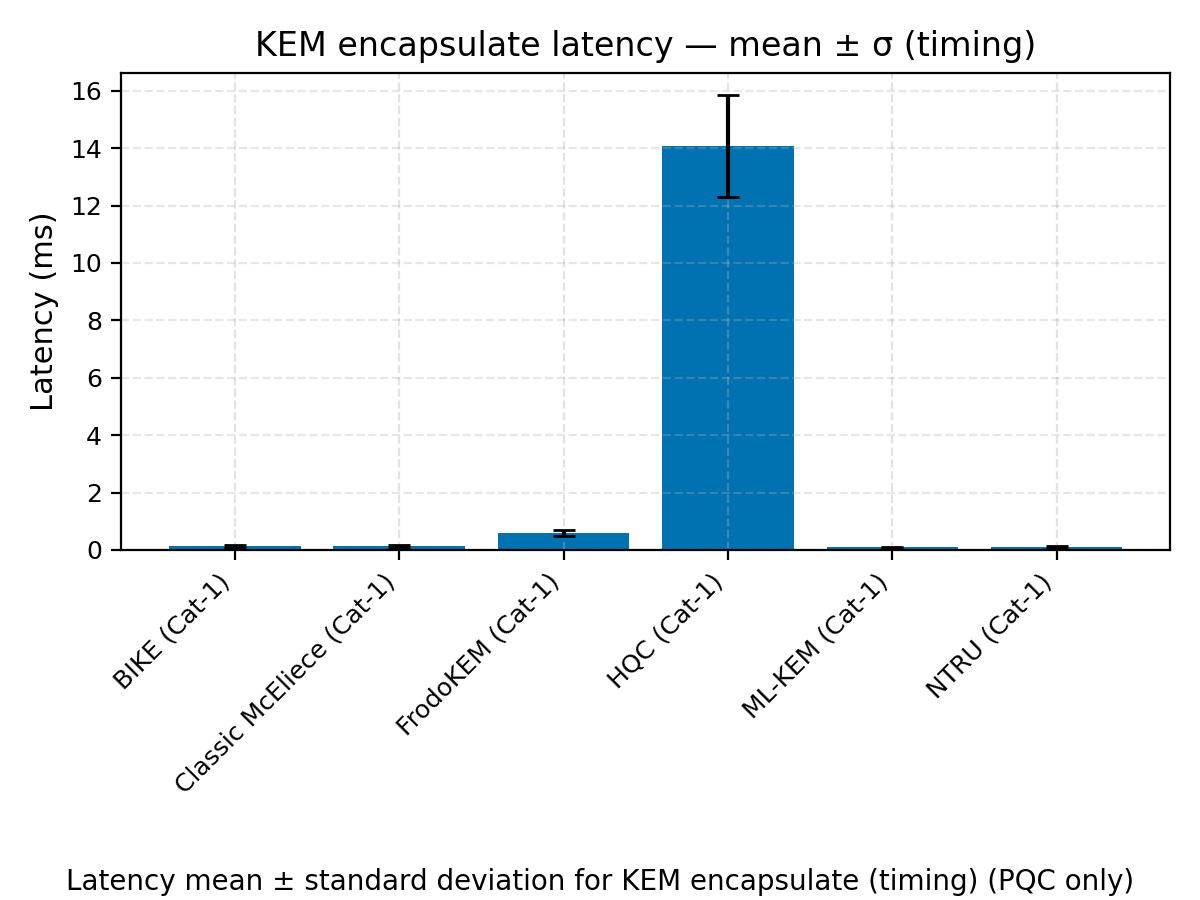 KEM encapsulate latency — mean ± σ (timing)
Latency (ms)
16
14
12
10
8
6
4
2
0
BIKE (Cat-1)
Classic McEliece (Cat-1)
FrodoKEM (Cat-1)
HQC (Cat-1)
ML-KEM (Cat-1)
NTRU (Cat-1)
Latency mean ± standard deviation for KEM encapsulate (timing) (PQC only)